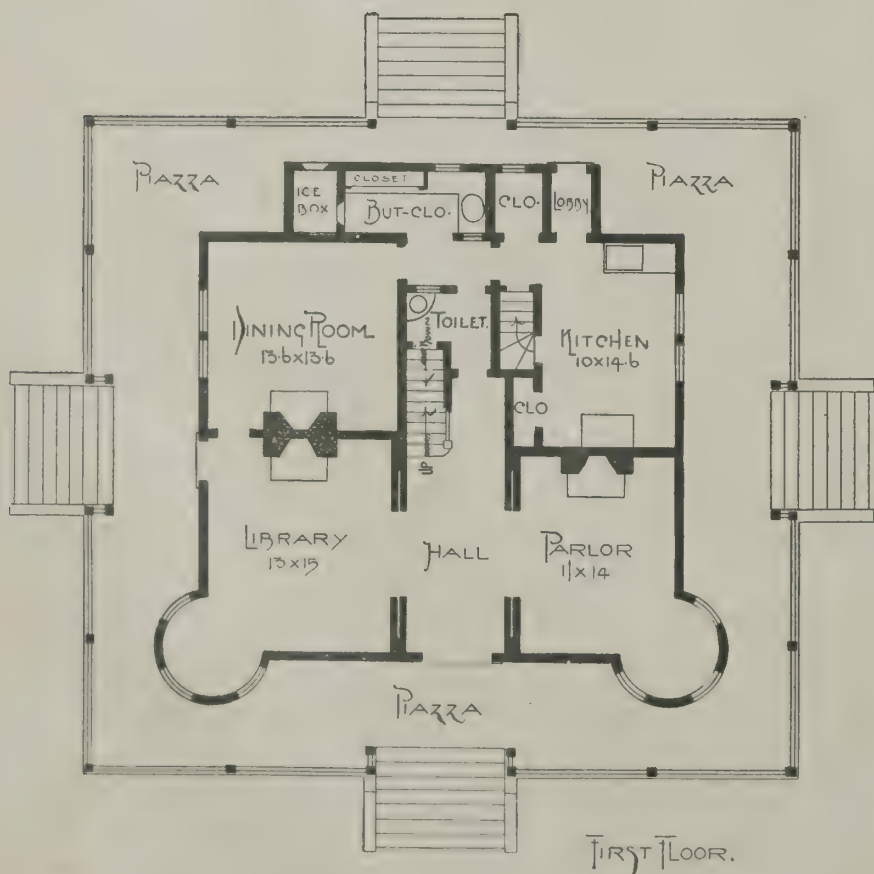 PIAZZA
PIAZZA
ICE
BOX
CLOSET
BUT-CLO.
CLO.
LOBBY
DINING ROOM
13·6x13·6
TOILET.
DOWN
KITCHEN
10x14·6
CLO
UP
LIBRARY
13x15
HALL
PARLOR
11x14
PIAZZA
FIRST FLOOR.